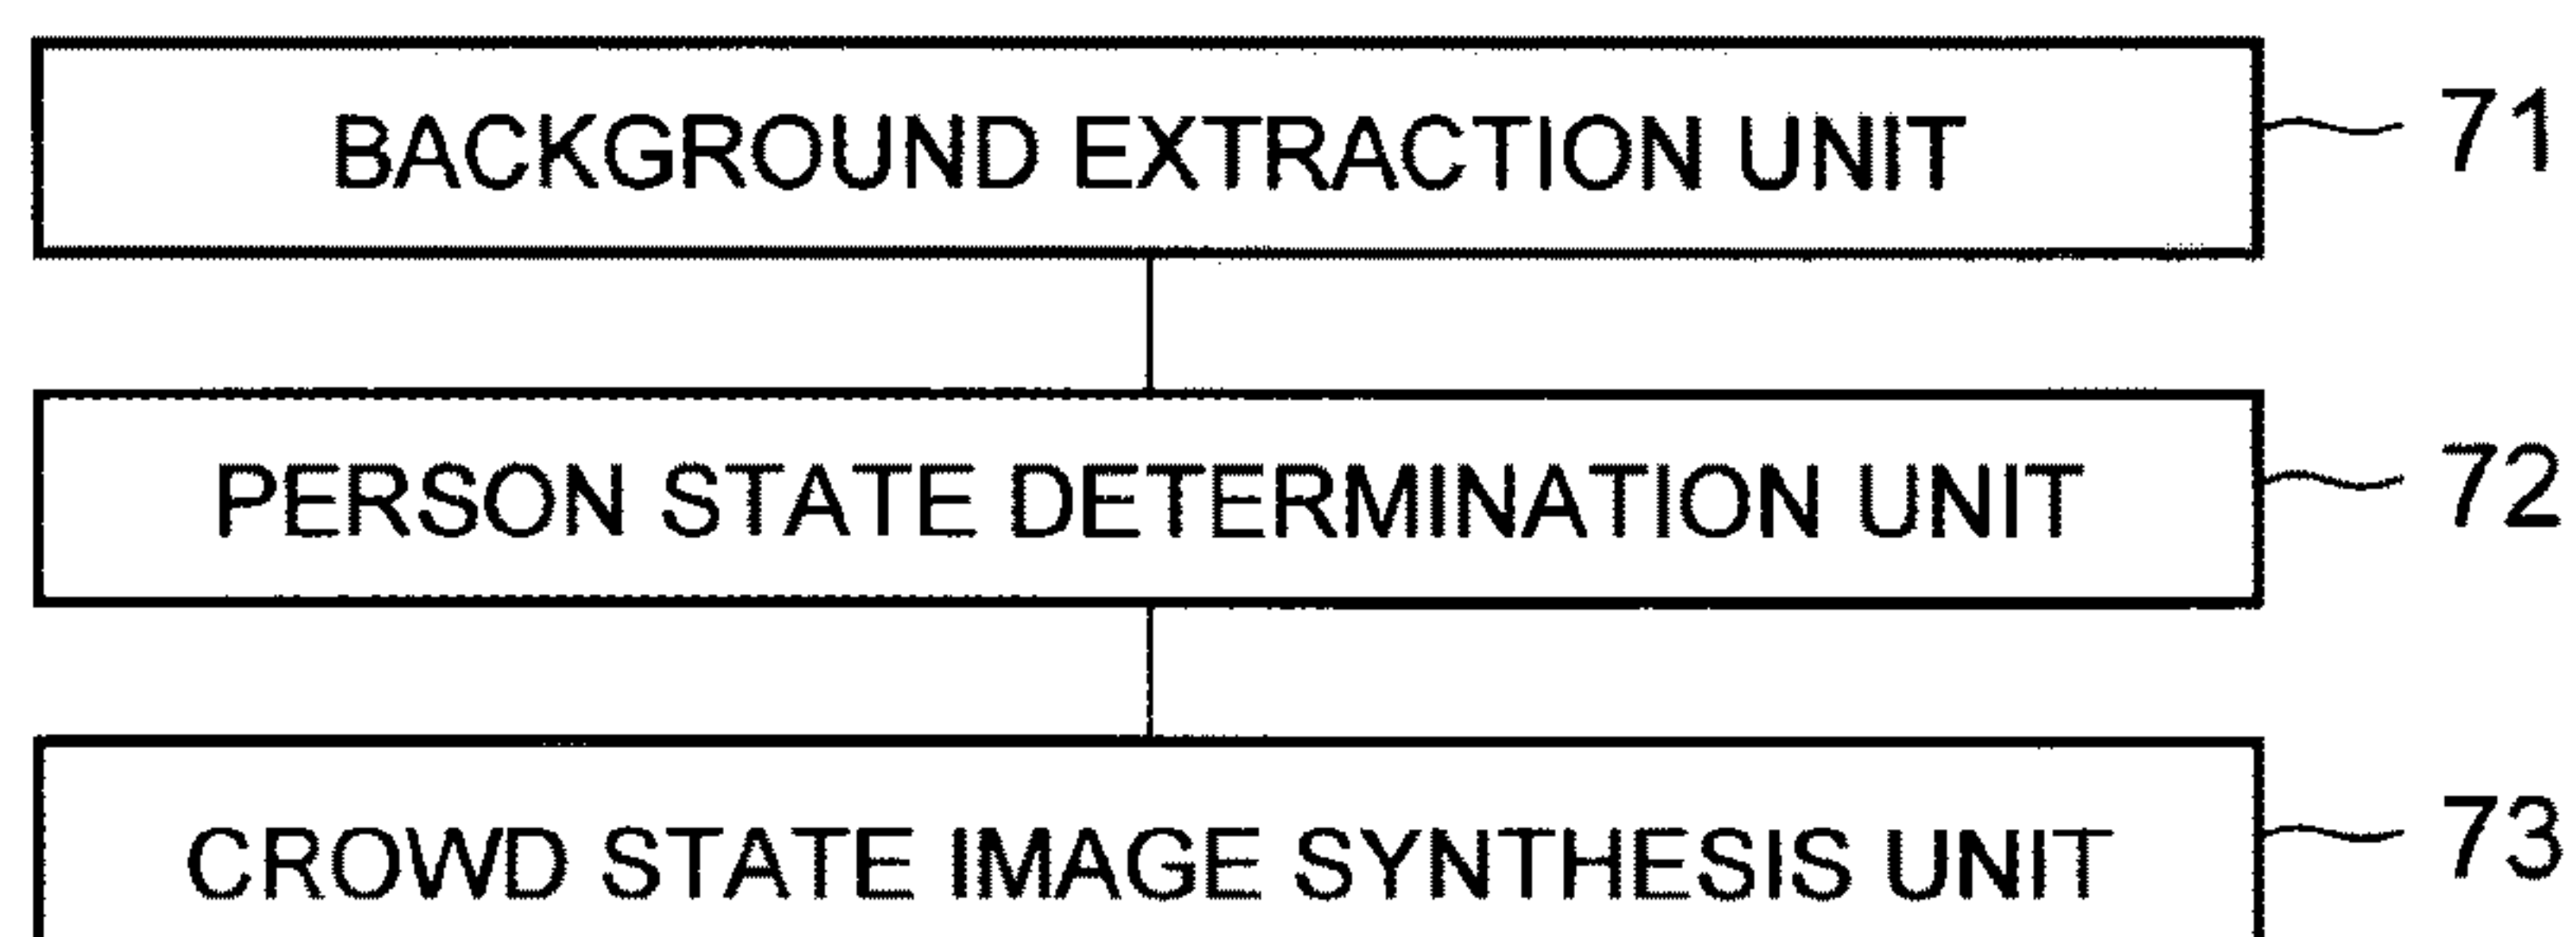 BACKGROUND EXTRACTION UNIT 71
PERSON STATE DETERMINATION UNIT 72
CROWD STATE IMAGE SYNTHESIS UNIT 73